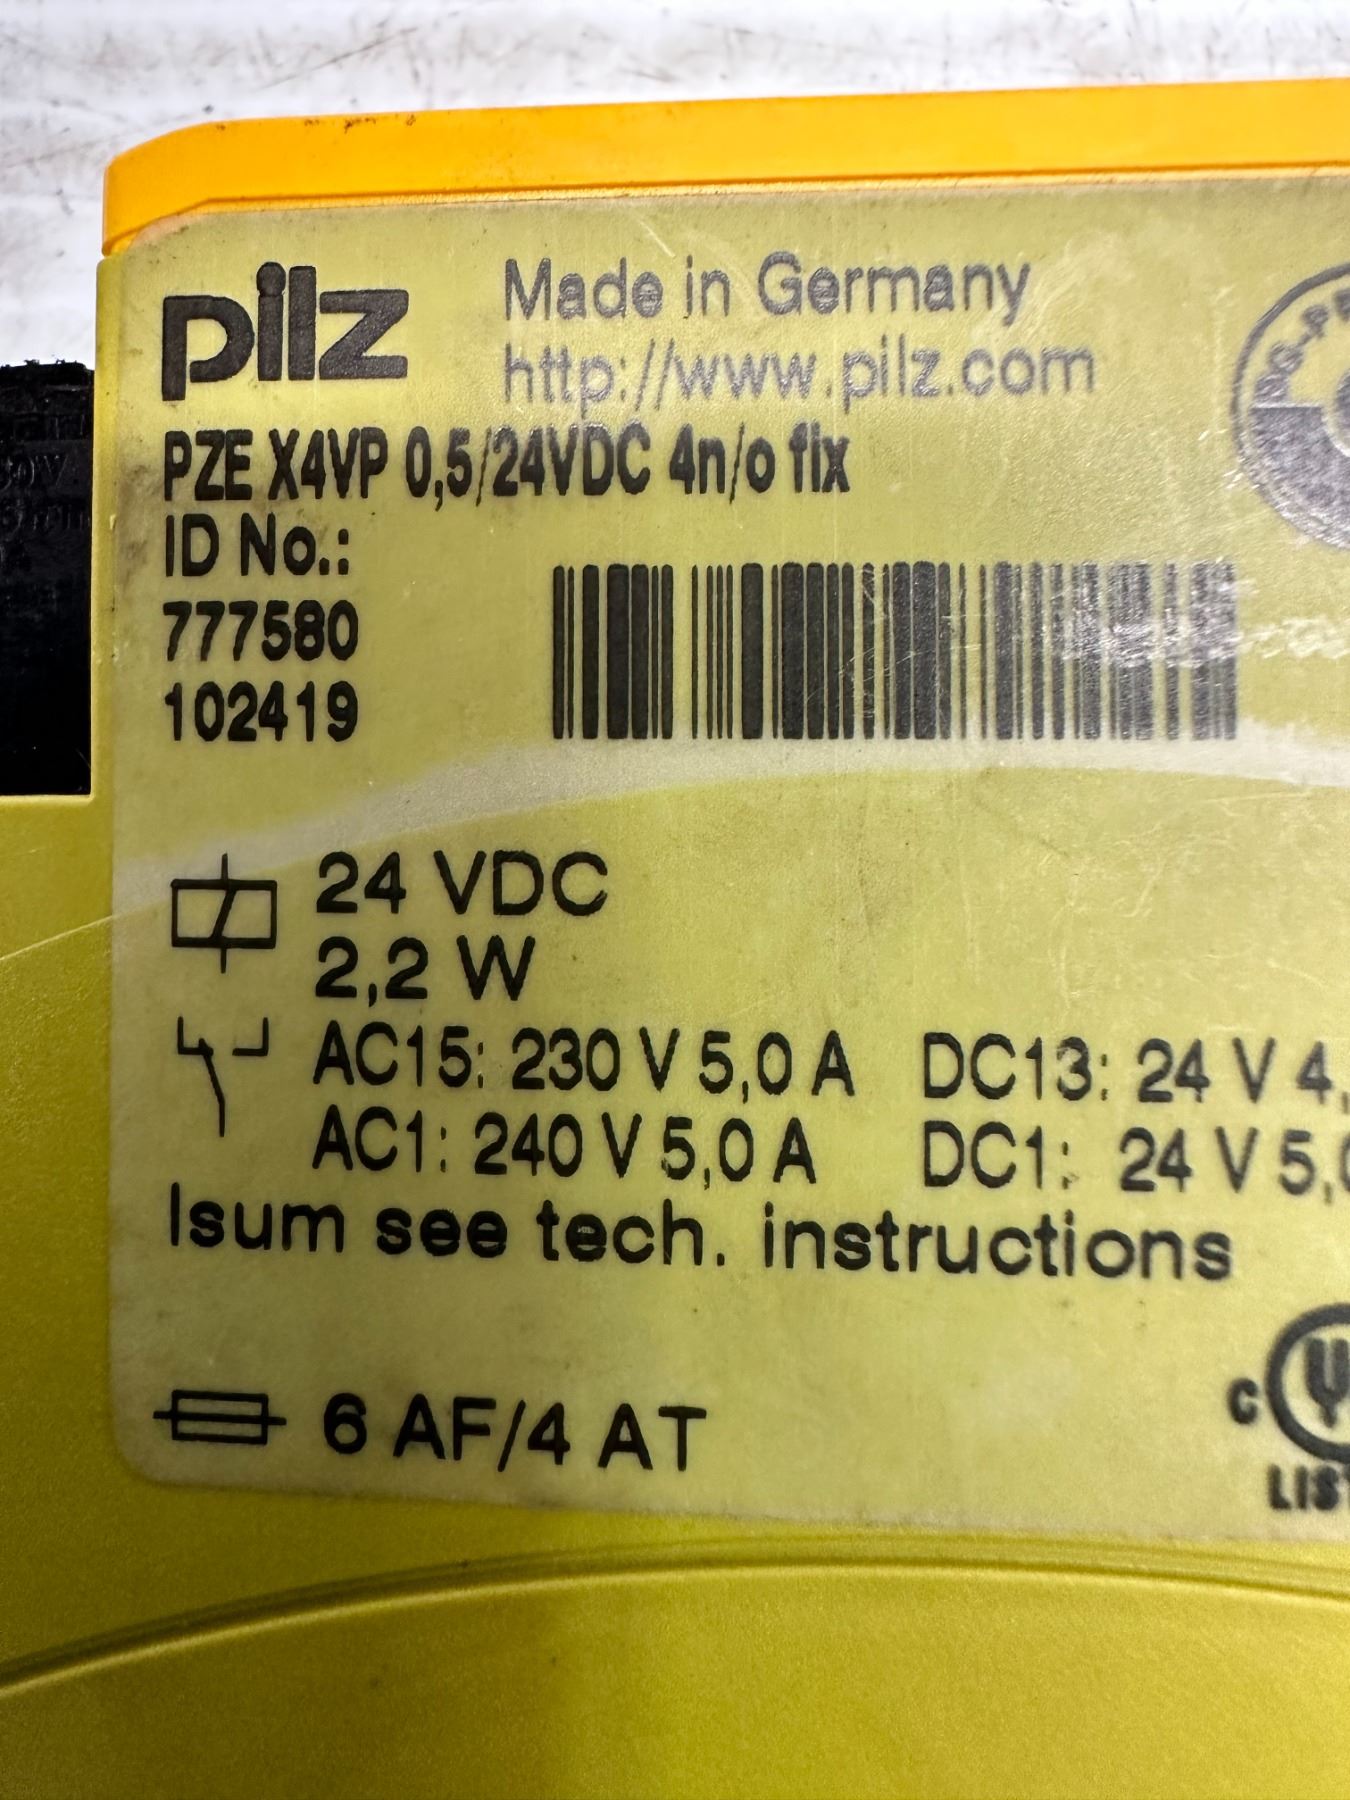 pilz
Made in Germany
http://www.pilz.com
PZE X4VP 0,5/24VDC 4n/o fix
ID No.:
777580
102419
24 VDC
2,2 W
AC15: 230 V 5,0 A DC13: 24 V 4,
AC1: 240 V 5,0 A DC1: 24 V 5,0
Isum see tech. instructions
6 AF/4 AT
C
LIST